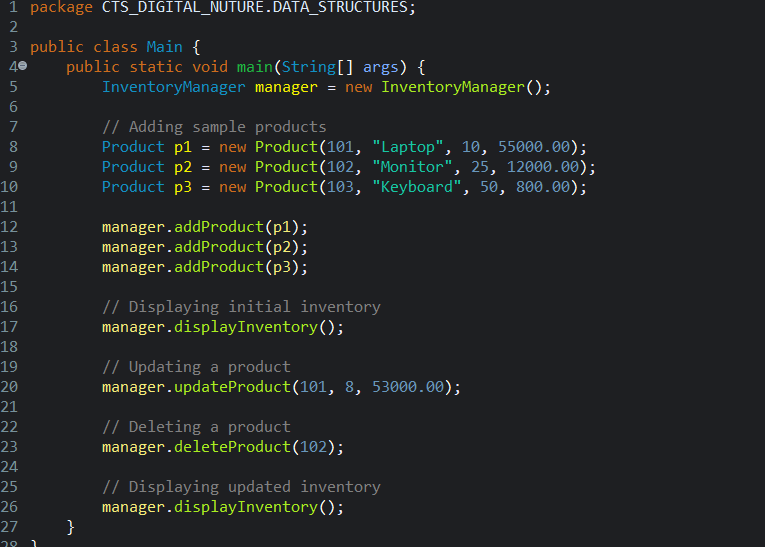 1 package CTS_DIGITAL_NUTURE.DATA_STRUCTURES;
2
3 public class Main {
4     public static void main(String[] args) {
5         InventoryManager manager = new InventoryManager();
6
7         // Adding sample products
8         Product p1 = new Product(101, "Laptop", 10, 55000.00);
9         Product p2 = new Product(102, "Monitor", 25, 12000.00);
10         Product p3 = new Product(103, "Keyboard", 50, 800.00);
11
12         manager.addProduct(p1);
13         manager.addProduct(p2);
14         manager.addProduct(p3);
15
16         // Displaying initial inventory
17         manager.displayInventory();
18
19         // Updating a product
20         manager.updateProduct(101, 8, 53000.00);
21
22         // Deleting a product
23         manager.deleteProduct(102);
24
25         // Displaying updated inventory
26         manager.displayInventory();
27     }
28 }